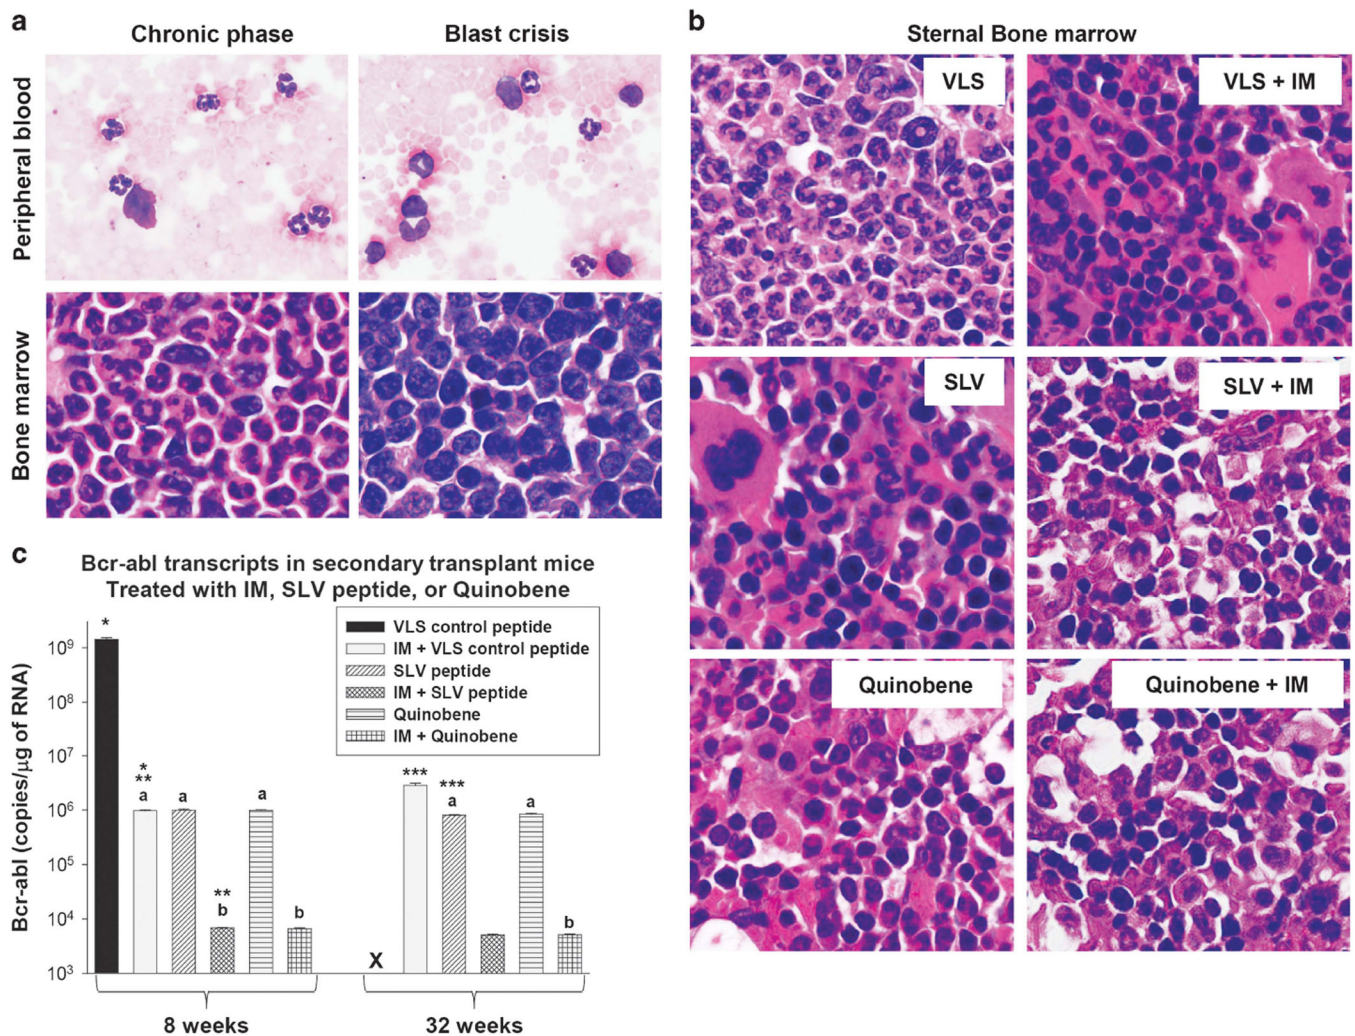 a
Chronic phase
Blast crisis
Peripheral blood
Bone marrow
b
Sternal Bone marrow
VLS
VLS + IM
SLV
SLV + IM
Quinobene
Quinobene + IM
c
Bcr-abl transcripts in secondary transplant mice
Treated with IM, SLV peptide, or Quinobene
VLS control peptide
IM + VLS control peptide
SLV peptide
IM + SLV peptide
Quinobene
IM + Quinobene
Bcr-abl (copies/μg of RNA)
10⁹
10⁸
10⁷
10⁶
10⁵
10⁴
10³
*
*
**
a
a
**
b
a
b
X
***
***
a
a
b
8 weeks
32 weeks